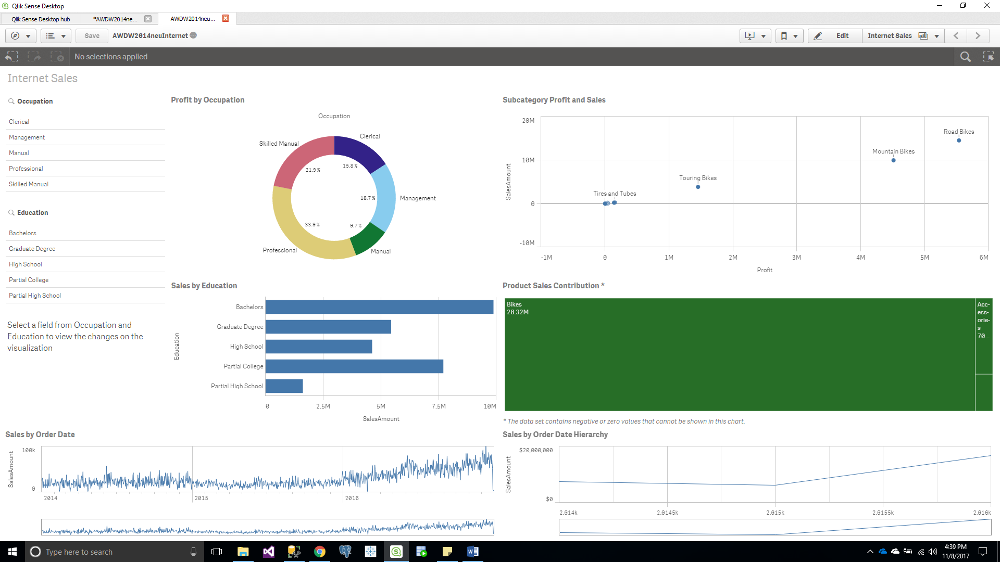 Qlik Sense Desktop
Qlik Sense Desktop hub
*AWDW2014ne...
AWDW2014neu...
Save
AWDW2014neuInternet
Edit
Internet Sales
No selections applied
Internet Sales
Occupation
Clerical
Management
Manual
Professional
Skilled Manual
Education
Bachelors
Graduate Degree
High School
Partial College
Partial High School
Select a field from Occupation and
Education to view the changes on the
visualization
Profit by Occupation
Occupation
Skilled Manual
Clerical
15.8 %
21.9 %
18.7 %
Management
33.9 %
9.7 %
Professional
Manual
Subcategory Profit and Sales
SalesAmount
20M
10M
0
-10M
Road Bikes
Mountain Bikes
Touring Bikes
Tires and Tubes
-1M
0
1M
2M
3M
4M
5M
6M
Profit
Sales by Education
Education
Bachelors
Graduate Degree
High School
Partial College
Partial High School
0
2.5M
5M
7.5M
10M
SalesAmount
Product Sales Contribution *
Bikes
28.32M
Acc-
ess-
orie-
s
70...
* The data set contains negative or zero values that cannot be shown in this chart.
Sales by Order Date
SalesAmount
100k
0
2014
2015
2016
Sales by Order Date Hierarchy
SalesAmount
$20,000,000
$0
2.014k
2.0145k
2.015k
2.0155k
2.016k
Type here to search
4:39 PM
11/8/2017